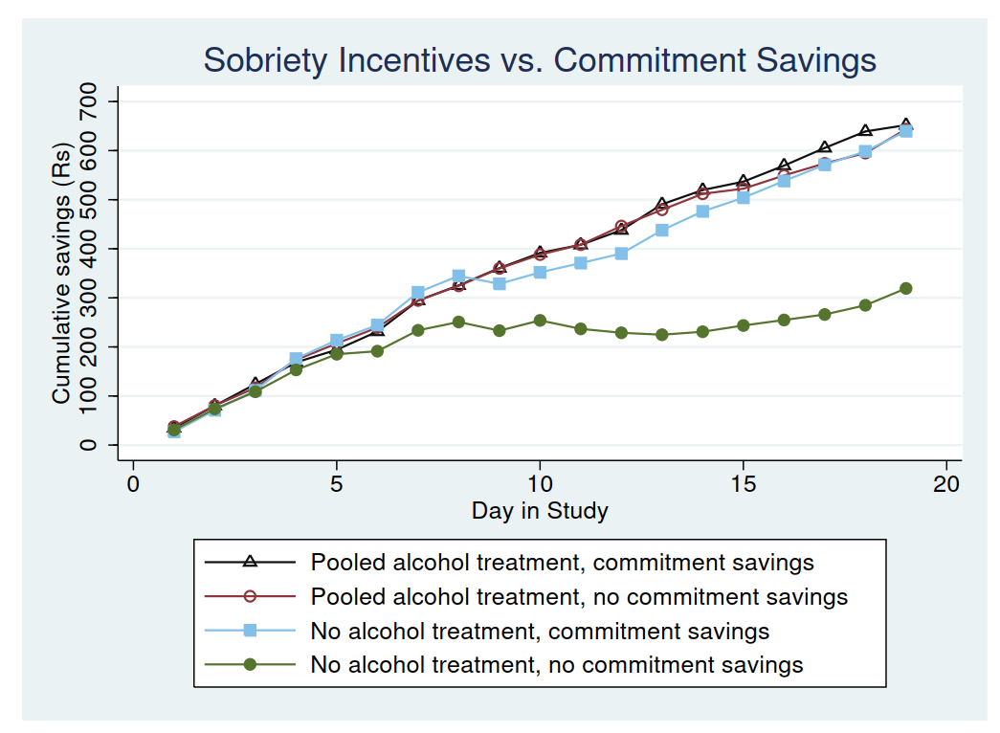 Sobriety Incentives vs. Commitment Savings
Cumulative savings (Rs)
700
600
500
400
300
200
100
0
0 5 10 15 20
Day in Study
Pooled alcohol treatment, commitment savings
Pooled alcohol treatment, no commitment savings
No alcohol treatment, commitment savings
No alcohol treatment, no commitment savings